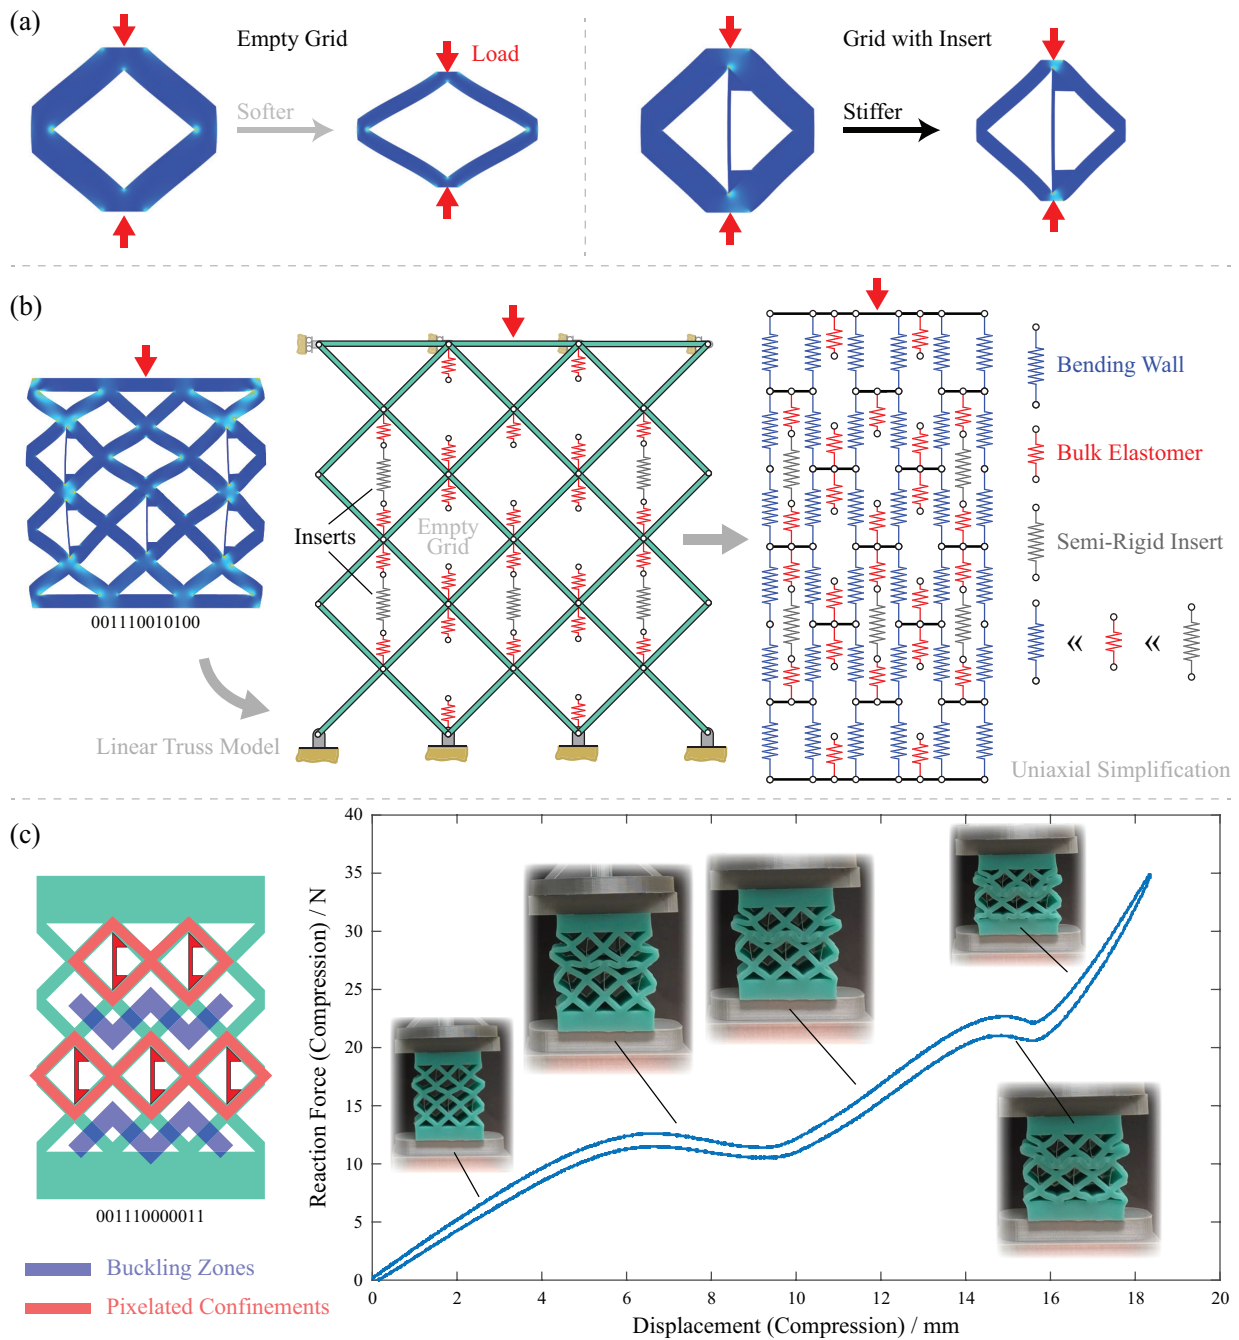 (a)
Empty Grid
Load
Softer
Grid with Insert
Stiffer
(b)
001110010100
Linear Truss Model
Inserts
Empty
Grid
Bending Wall
Bulk Elastomer
Semi-Rigid Insert
« «
Uniaxial Simplification
(c)
001110000011
Buckling Zones
Pixelated Confinements
Reaction Force (Compression) / N
40
35
30
25
20
15
10
5
0
0 2 4 6 8 10 12 14 16 18 20
Displacement (Compression) / mm